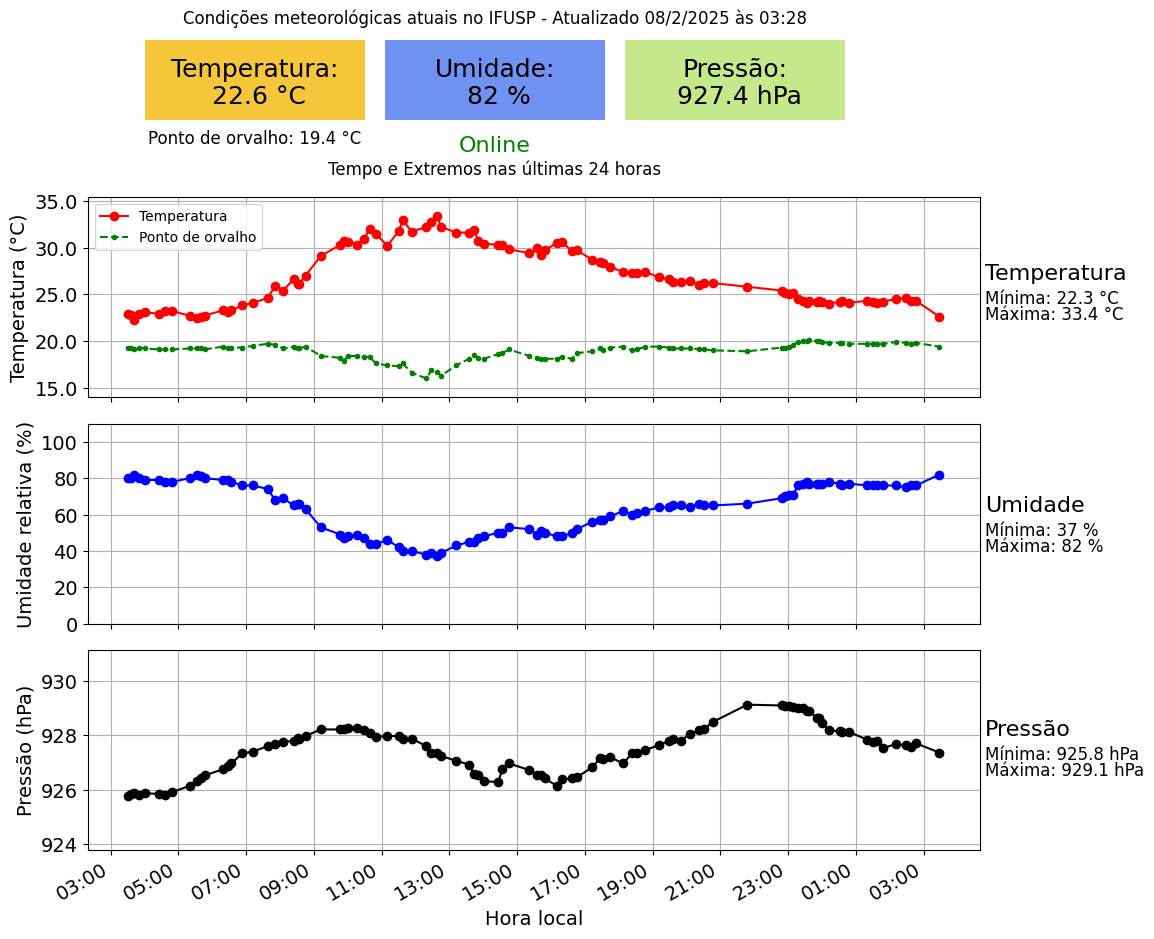 Condições meteorológicas atuais no IFUSP - Atualizado 08/2/2025 às 03:28
Temperatura:
22.6 °C
Umidade:
82 %
Pressão:
927.4 hPa
Ponto de orvalho: 19.4 °C
Online
Tempo e Extremos nas últimas 24 horas
Temperatura (°C)
35.0
30.0
25.0
20.0
15.0
Temperatura
Ponto de orvalho
Temperatura
Mínima: 22.3 °C
Máxima: 33.4 °C
Umidade relativa (%)
100
80
60
40
20
0
Umidade
Mínima: 37 %
Máxima: 82 %
Pressão (hPa)
930
928
926
924
Pressão
Mínima: 925.8 hPa
Máxima: 929.1 hPa
03:00 05:00 07:00 09:00 11:00 13:00 15:00 17:00 19:00 21:00 23:00 01:00 03:00
Hora local